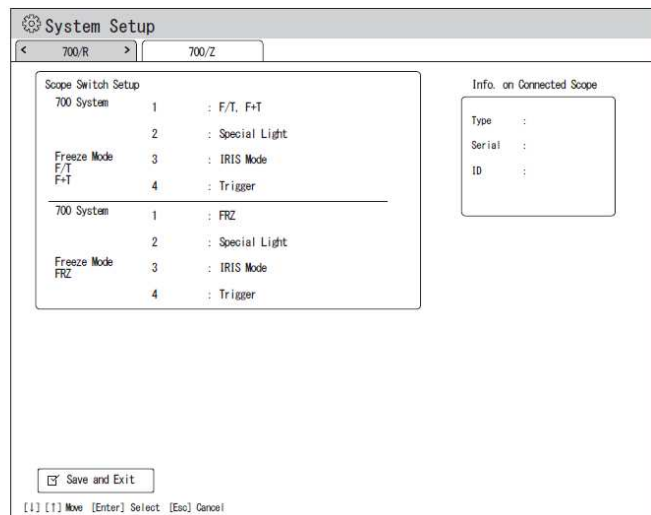 System Setup
< 700/R > 700/Z
Scope Switch Setup
700 System 1 : F/T, F+T
2 : Special Light
Freeze Mode 3 : IRIS Mode
F/T
F+T
4 : Trigger
700 System 1 : FRZ
2 : Special Light
Freeze Mode 3 : IRIS Mode
FRZ
4 : Trigger
Info. on Connected Scope
Type :
Serial :
ID :
Save and Exit
[↓] [↑] Move [Enter] Select [Esc] Cancel